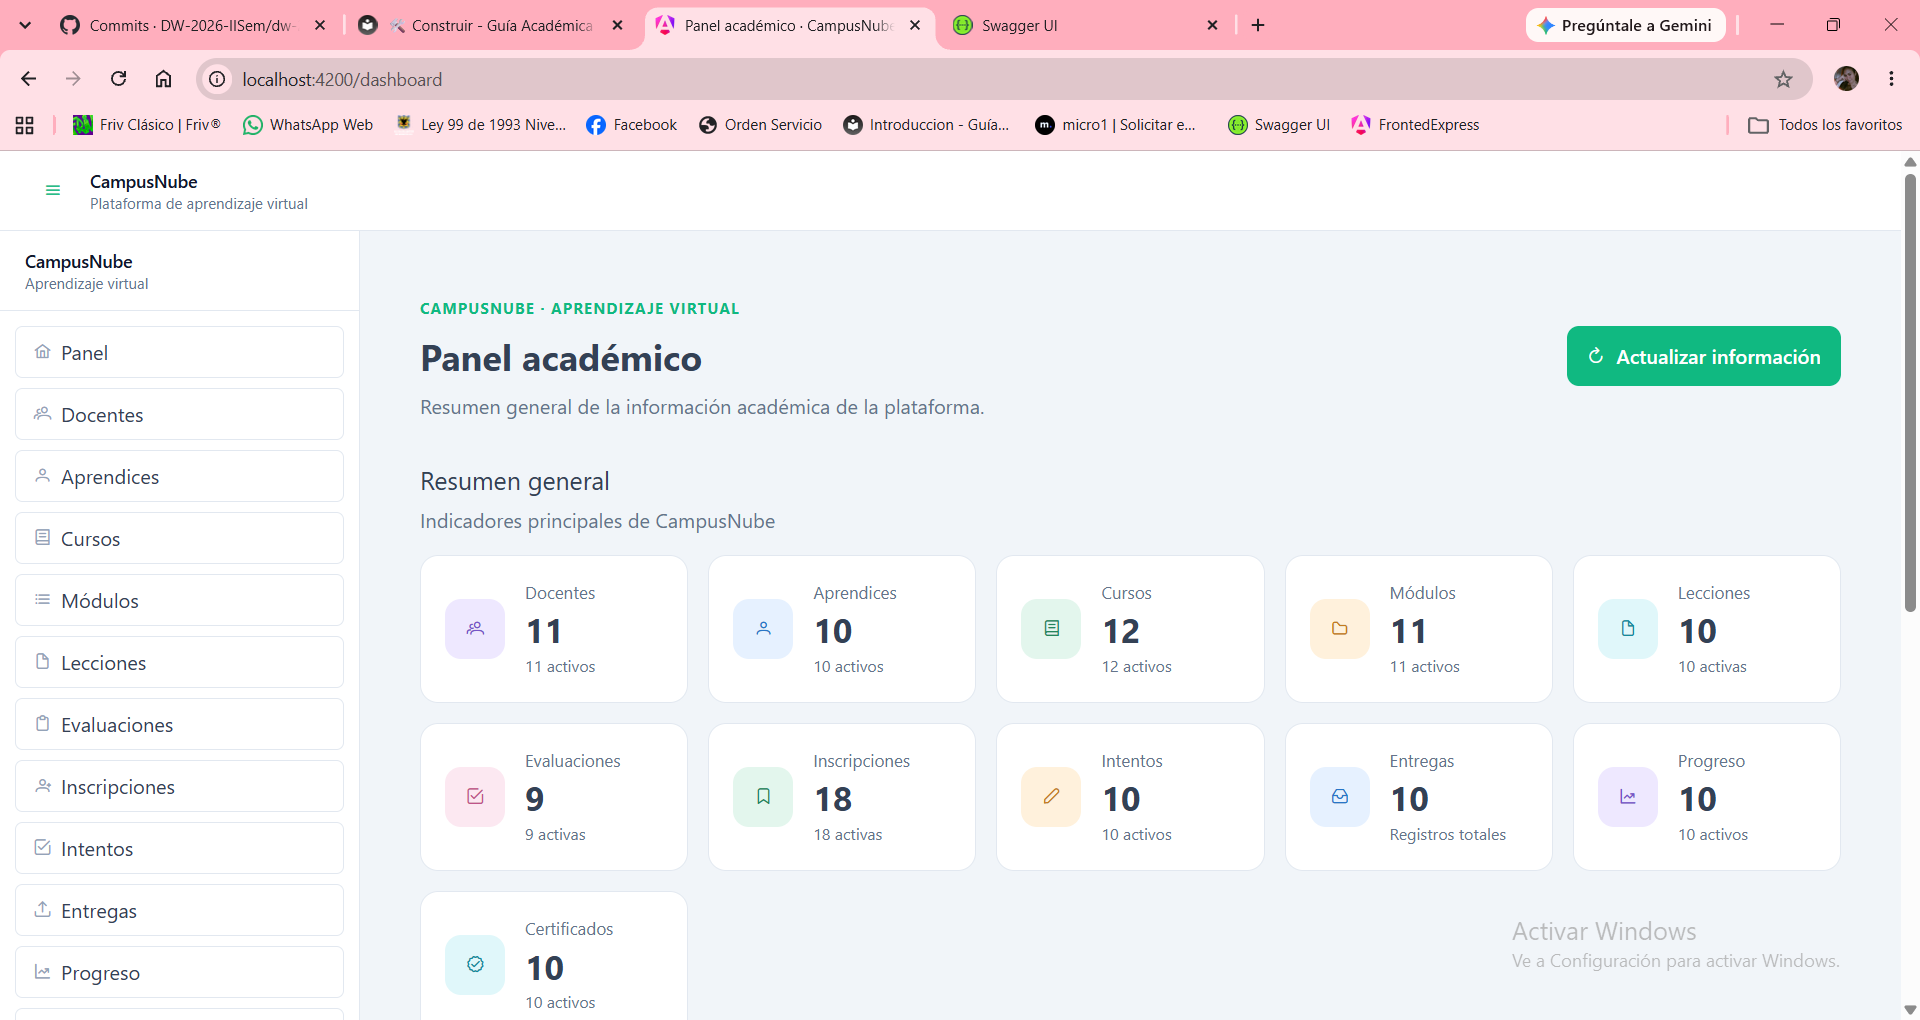 Commits · DW-2026-IISem/dw-
Construir - Guía Académica
Panel académico · CampusNube
Swagger UI
Pregúntale a Gemini
localhost:4200/dashboard
Friv Clásico | Friv®
WhatsApp Web
Ley 99 de 1993 Nive...
Facebook
Orden Servicio
Introduccion - Guía...
m.
micro1 | Solicitar e...
Swagger UI
FrontedExpress
Todos los favoritos
CampusNube
Plataforma de aprendizaje virtual
CampusNube
Aprendizaje virtual
Panel
Docentes
Aprendices
Cursos
Módulos
Lecciones
Evaluaciones
Inscripciones
Intentos
Entregas
Progreso
CAMPUSNUBE · APRENDIZAJE VIRTUAL
Panel académico
Resumen general de la información académica de la plataforma.
Actualizar información
Resumen general
Indicadores principales de CampusNube
Docentes
11
11 activos
Aprendices
10
10 activos
Cursos
12
12 activos
Módulos
11
11 activos
Lecciones
10
10 activas
Evaluaciones
9
9 activas
Inscripciones
18
18 activas
Intentos
10
10 activos
Entregas
10
Registros totales
Progreso
10
10 activos
Certificados
10
10 activos
Activar Windows
Ve a Configuración para activar Windows.